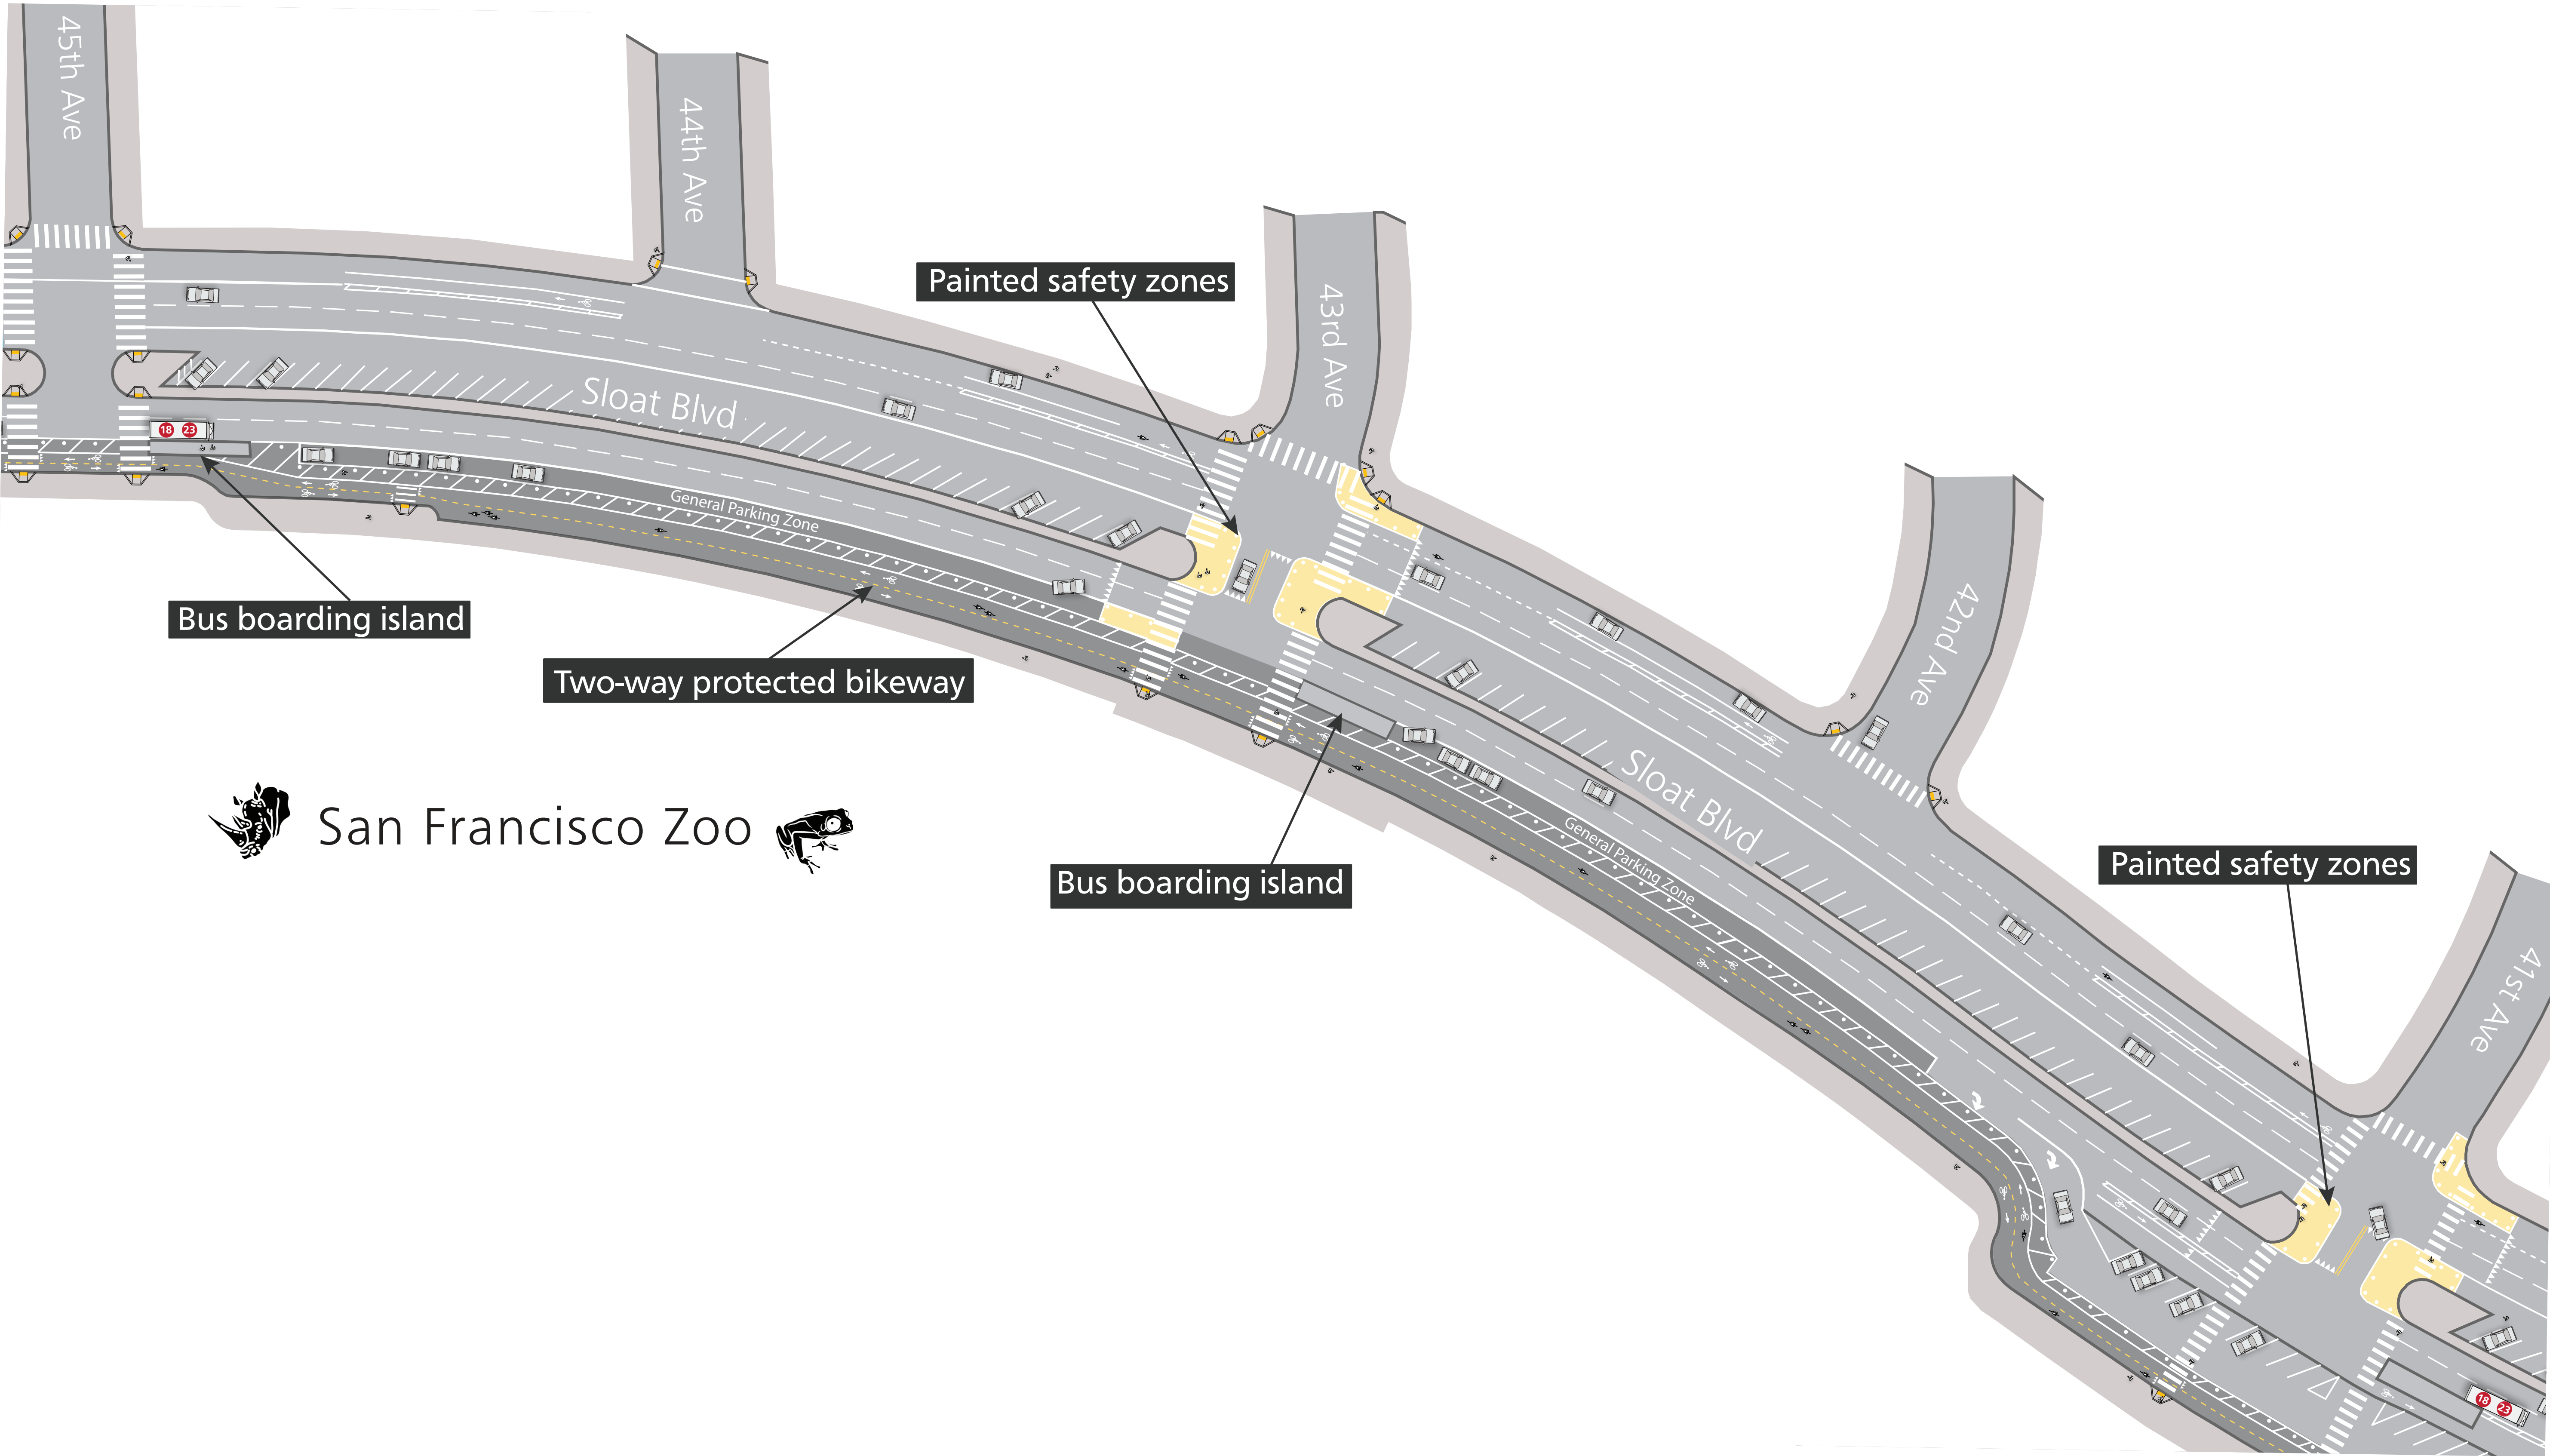 45th Ave
44th Ave
43rd Ave
42nd Ave
41st Ave
Painted safety zones
Sloat Blvd
18 23
General Parking Zone
Bus boarding island
Two-way protected bikeway
San Francisco Zoo
Sloat Blvd
General Parking Zone
Bus boarding island
Painted safety zones
18 23